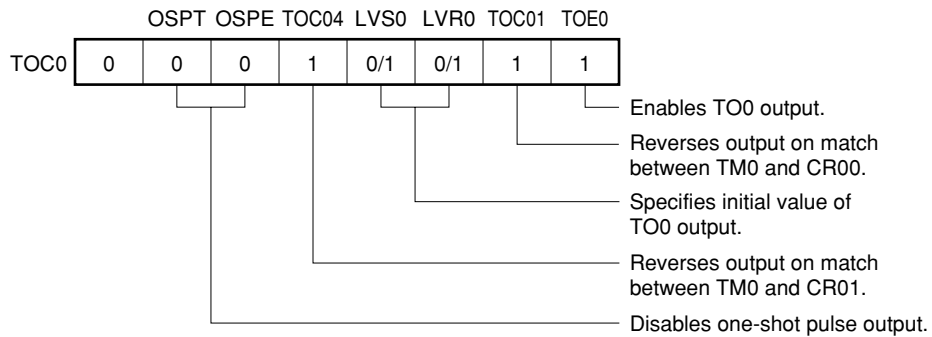 OSPT OSPE TOC04 LVS0 LVR0 TOC01 TOE0
TOC0 0 0 0 1 0/1 0/1 1 1
Enables TO0 output.
Reverses output on match
between TM0 and CR00.
Specifies initial value of
TO0 output.
Reverses output on match
between TM0 and CR01.
Disables one-shot pulse output.